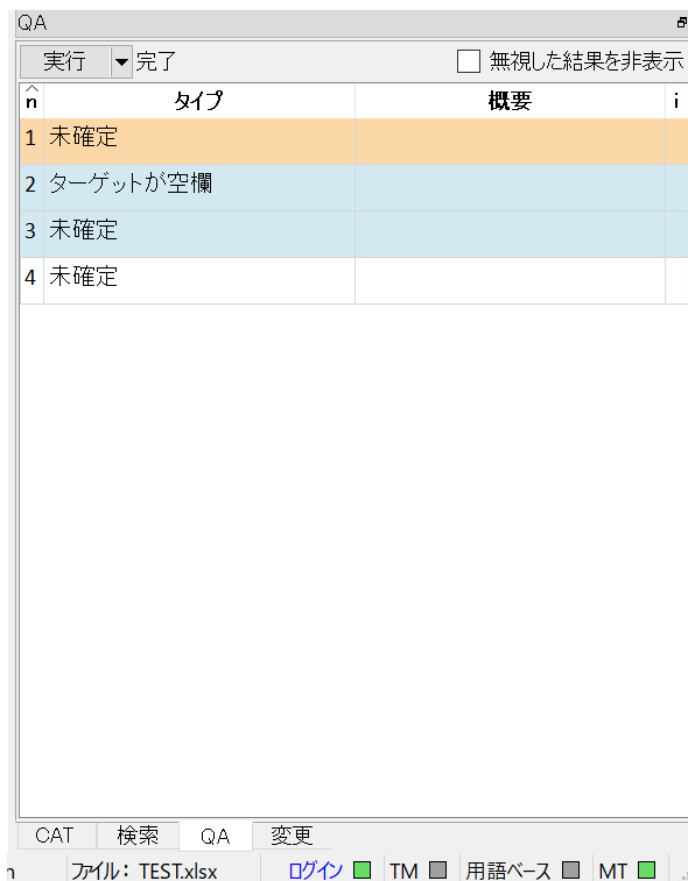 QA
実行 完了 無視した結果を非表示
n タイプ 概要 i
1 未確定
2 ターゲットが空欄
3 未確定
4 未確定
CAT 検索 QA 変更
ファイル: TEST.xlsx ログイン TM 用語ベース MT